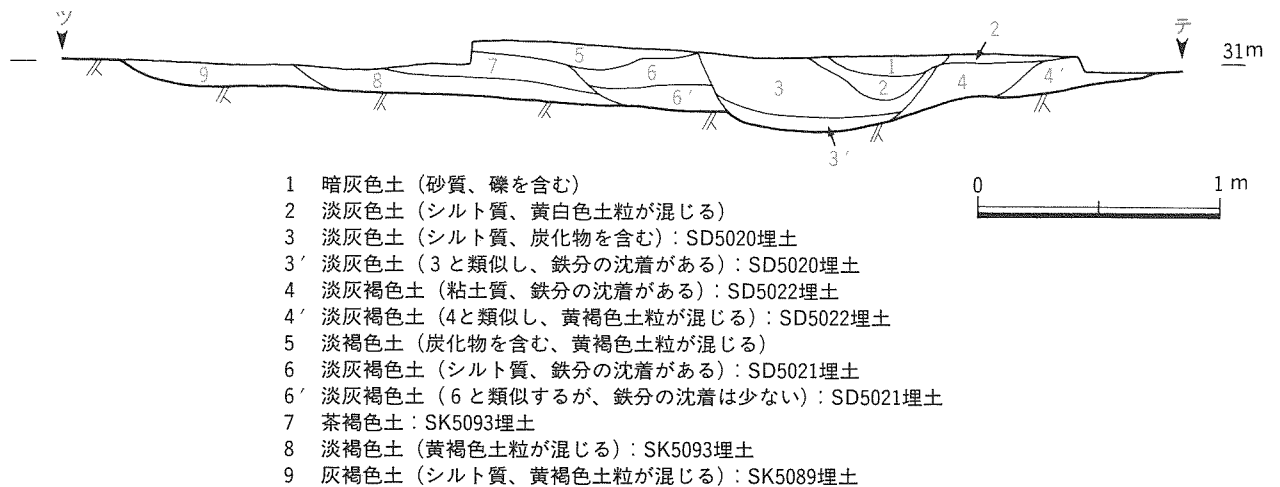 ツ
テ
31m
2
5
1
7
6
4
4′
9
8
3
2
6′
3′
0 1 m
1 暗灰色土（砂質、礫を含む）
2 淡灰色土（シルト質、黄白色土粒が混じる）
3 淡灰色土（シルト質、炭化物を含む）：SD5020埋土
3′ 淡灰色土（3と類似し、鉄分の沈着がある）：SD5020埋土
4 淡灰褐色土（粘土質、鉄分の沈着がある）：SD5022埋土
4′ 淡灰褐色土（4と類似し、黄褐色土粒が混じる）：SD5022埋土
5 淡褐色土（炭化物を含む、黄褐色土粒が混じる）
6 淡灰褐色土（シルト質、鉄分の沈着がある）：SD5021埋土
6′ 淡灰褐色土（6と類似するが、鉄分の沈着は少ない）：SD5021埋土
7 茶褐色土：SK5093埋土
8 淡褐色土（黄褐色土粒が混じる）：SK5093埋土
9 灰褐色土（シルト質、黄褐色土粒が混じる）：SK5089埋土